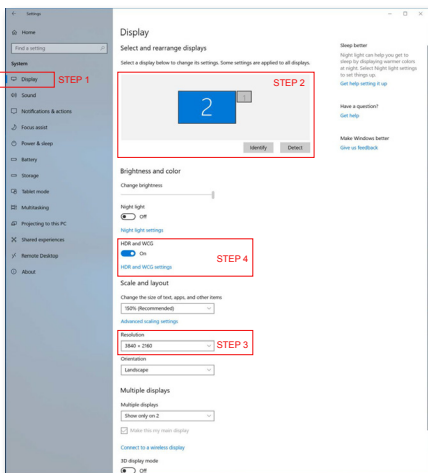 Settings
Home
Find a setting
System
Display
STEP 1
Sound
Notifications & actions
Focus assist
Power & sleep
Battery
Storage
Tablet mode
Multitasking
Projecting to this PC
Shared experiences
Remote Desktop
About
Display
Select and rearrange displays
Select a display below to change its settings. Some settings are applied to all displays.
STEP 2
2
1
Identify
Detect
Brightness and color
Change brightness
Night light
Off
Night light settings
HDR and WCG
On
STEP 4
HDR and WCG settings
Scale and layout
Change the size of text, apps, and other items
150% (Recommended)
Advanced scaling settings
Resolution
3840 × 2160
STEP 3
Orientation
Landscape
Multiple displays
Multiple displays
Show only on 2
Make this my main display
Connect to a wireless display
3D display mode
Off
Sleep better
Night light can help you get to
sleep by displaying warmer colors
at night. Select Night light settings
to set things up.
Get help setting it up
Have a question?
Get help
Make Windows better
Give us feedback